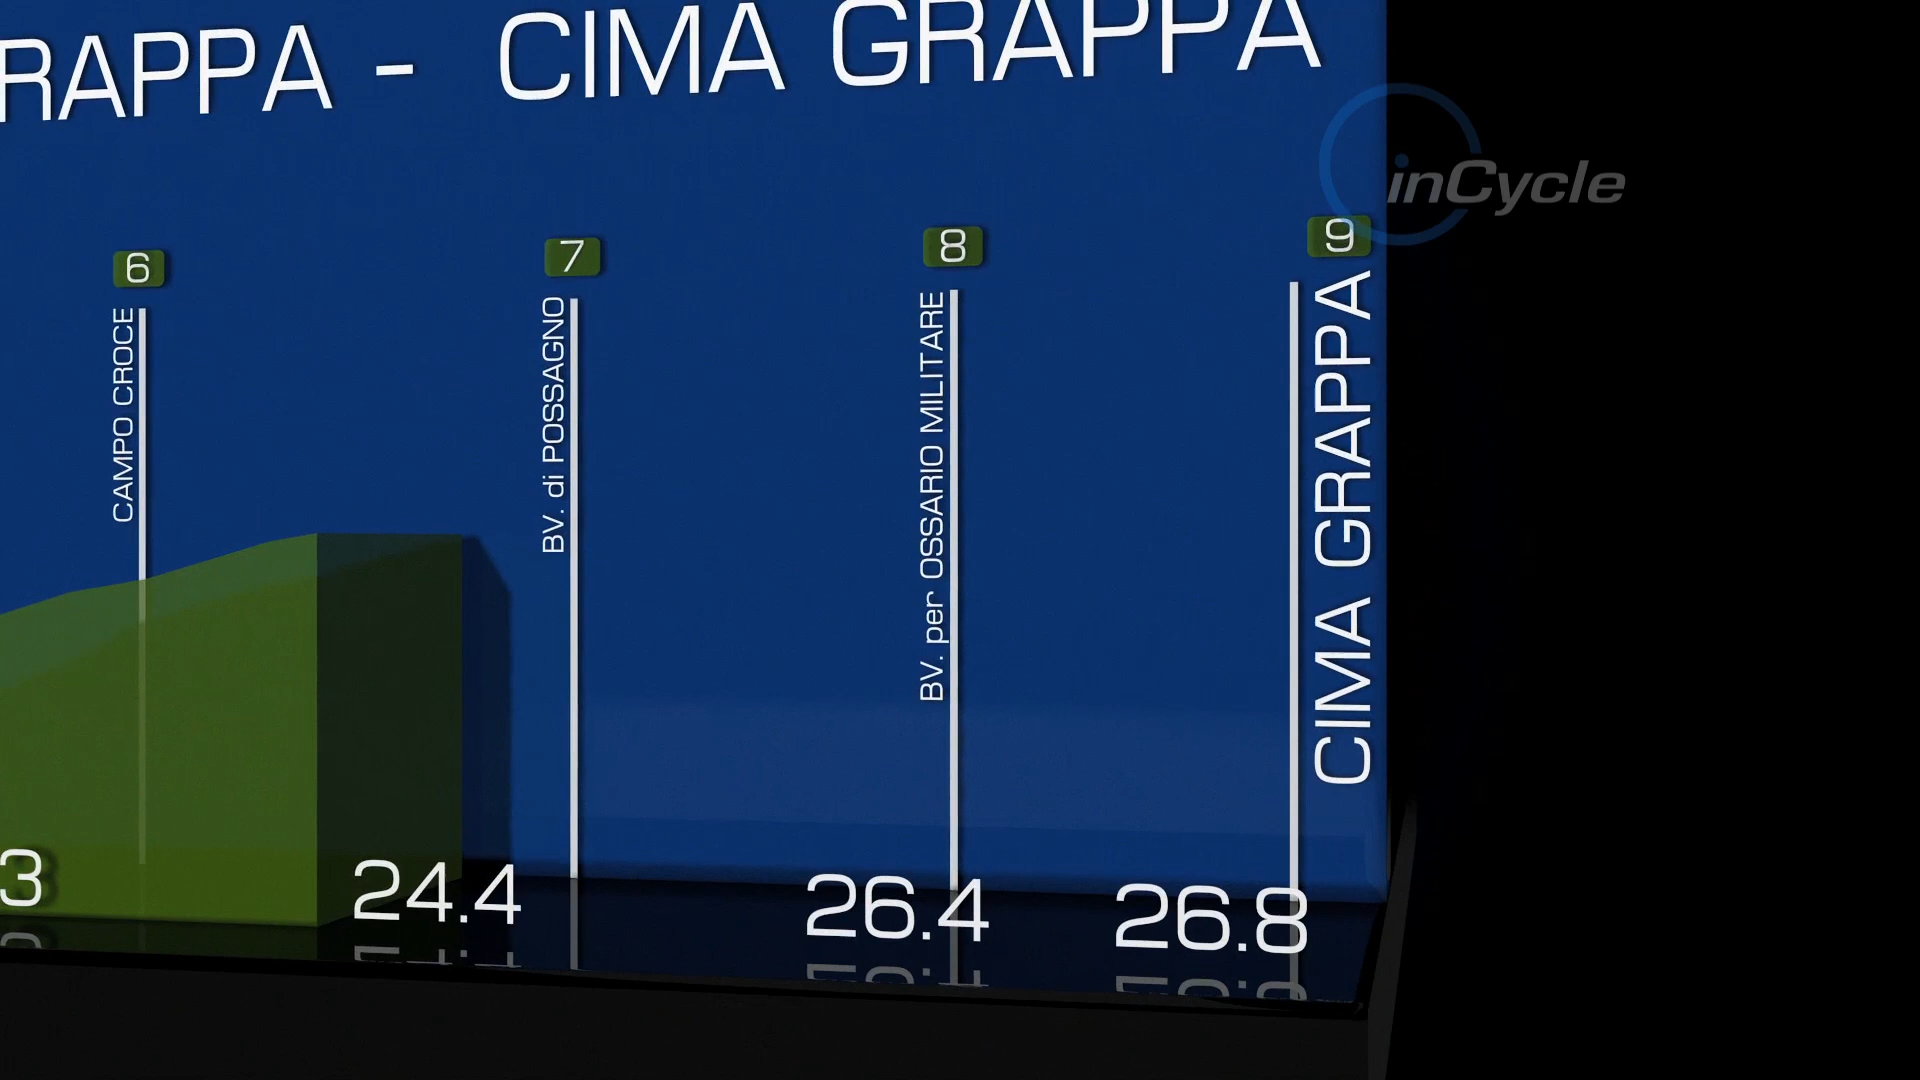 RAPPA - CIMA GRAPPA
inCycle
6
7
8
9
CAMPO CROCE
BV. di POSSAGNO
BV. per OSSARIO MILITARE
CIMA GRAPPA
3
24.4
26.4
26.8